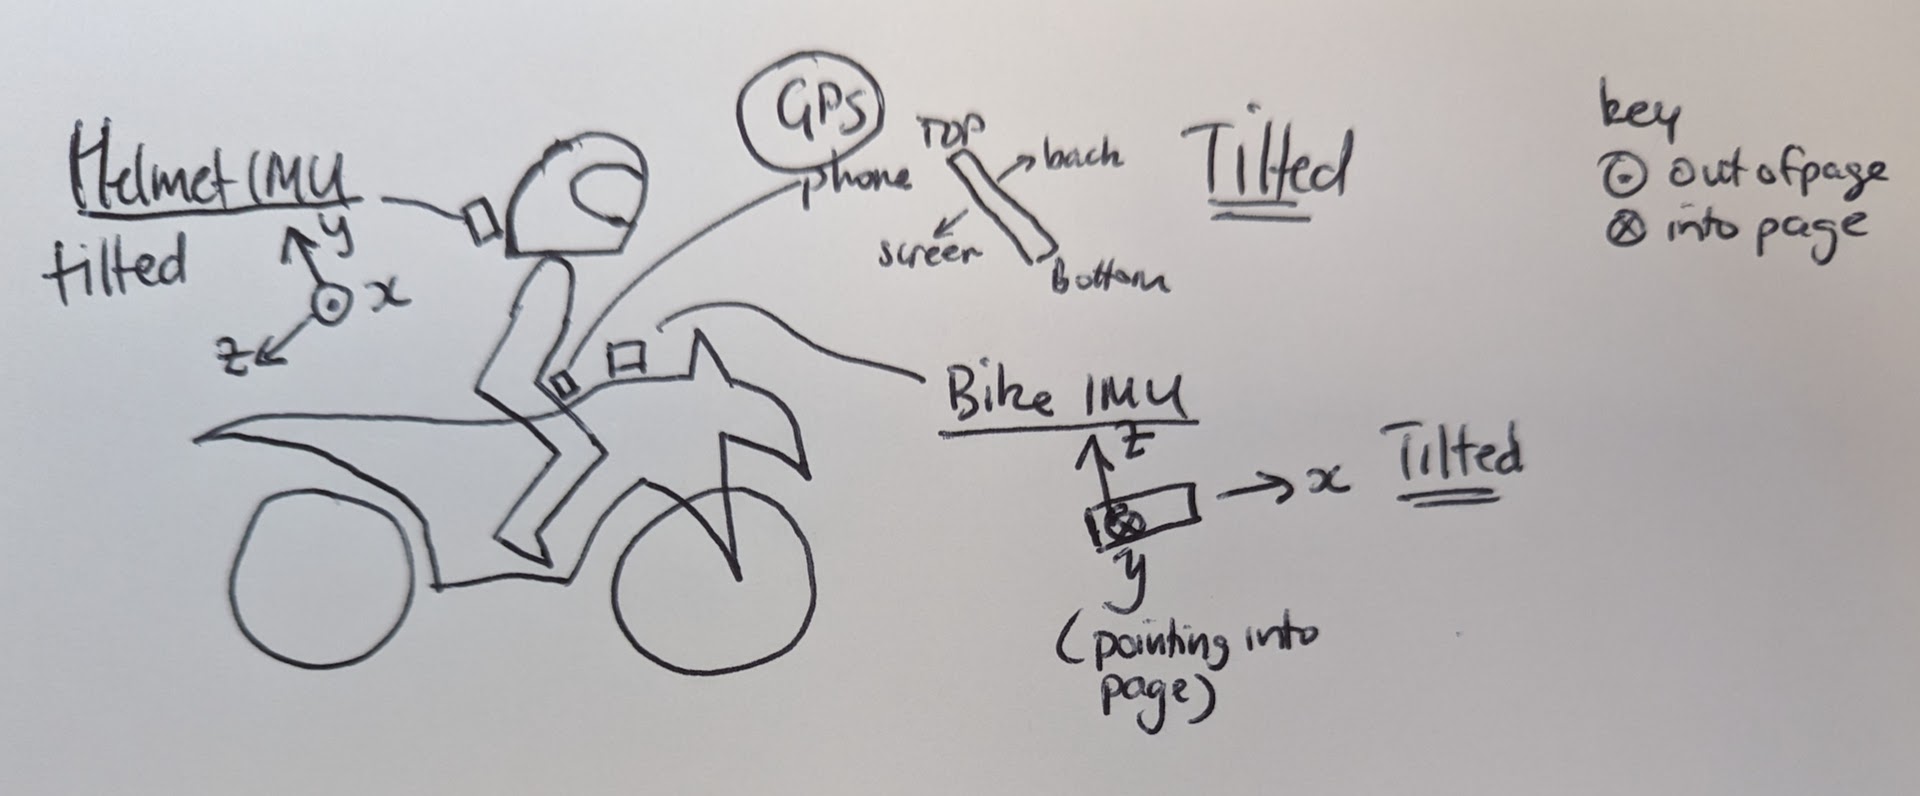 Helmet IMU
tilted
y
x
z
GPS
phone
TOP
back
screen
Bottom
Tilted
key
out of page
into page
Bike IMU
z
x
Tilted
y
(pointing into
page)